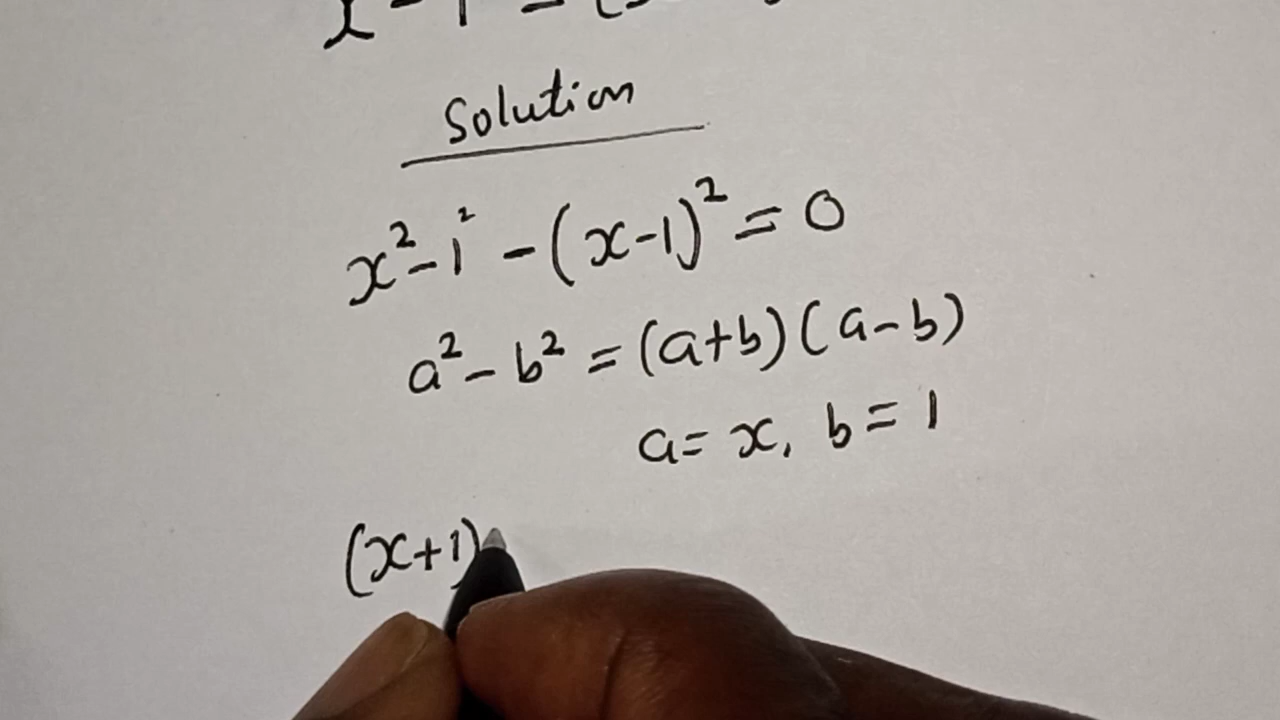 Solution
x² - 1² - (x-1)² = 0
a² - b² = (a+b)(a-b)
a = x, b = 1
(x+1)